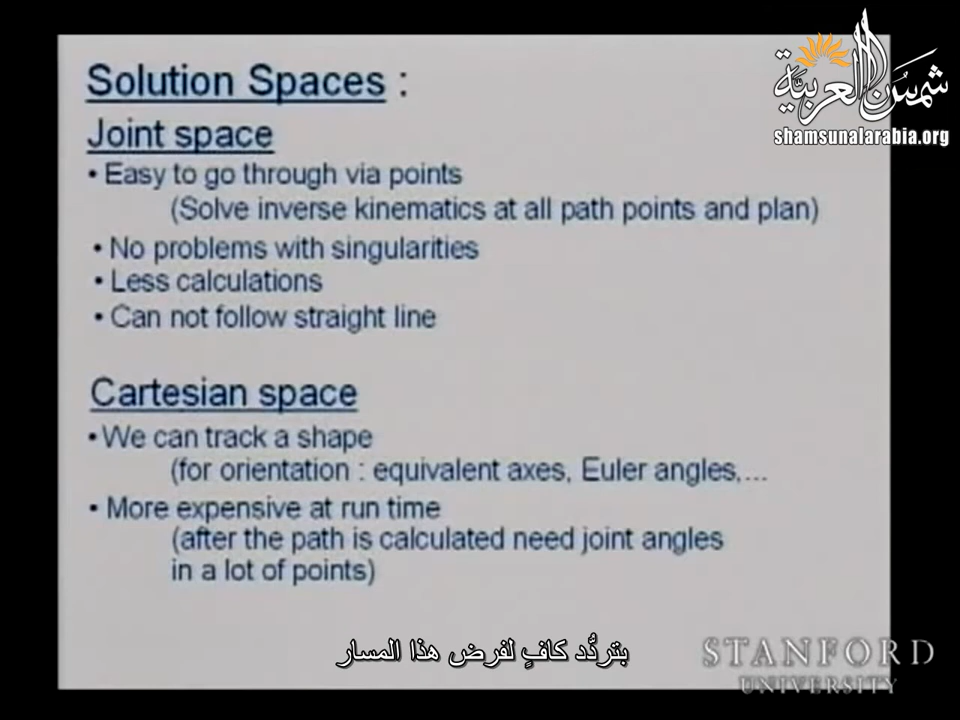 شمس العربية
shamsunalarabia.org
Solution Spaces :
Joint space
• Easy to go through via points
(Solve inverse kinematics at all path points and plan)
• No problems with singularities
• Less calculations
• Can not follow straight line
Cartesian space
• We can track a shape
(for orientation : equivalent axes, Euler angles,...
• More expensive at run time
(after the path is calculated need joint angles
in a lot of points)
بتردُّد كافٍ لفرض هذا المسار
STANFORD
UNIVERSITY